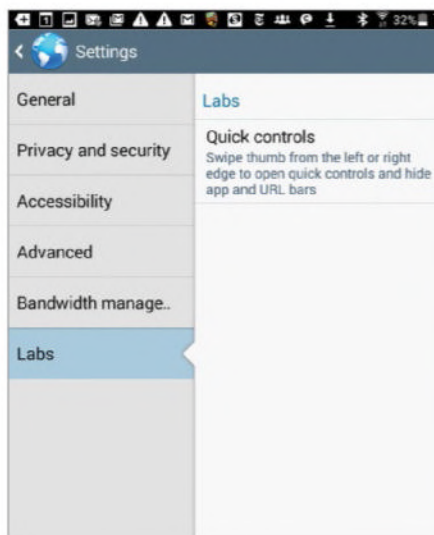 32%
Settings
General
Privacy and security
Accessibility
Advanced
Bandwidth manage..
Labs
Labs
Quick controls
Swipe thumb from the left or right
edge to open quick controls and hide
app and URL bars